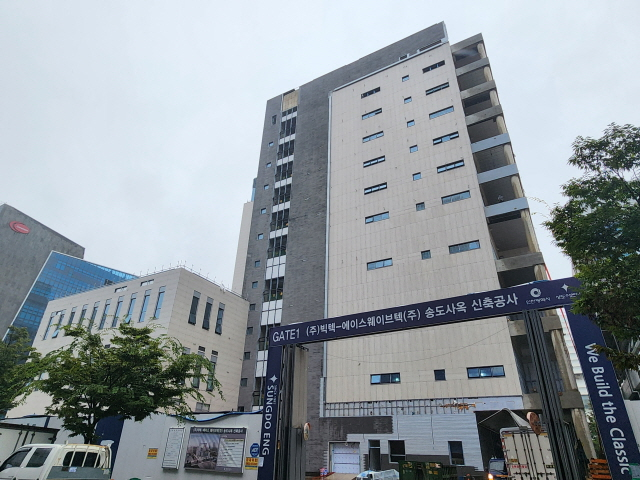 GATE1 (주)빅텍-에이스웨이브텍(주) 송도사옥 신축공사
SUNGDO ENG
We Build the Classic